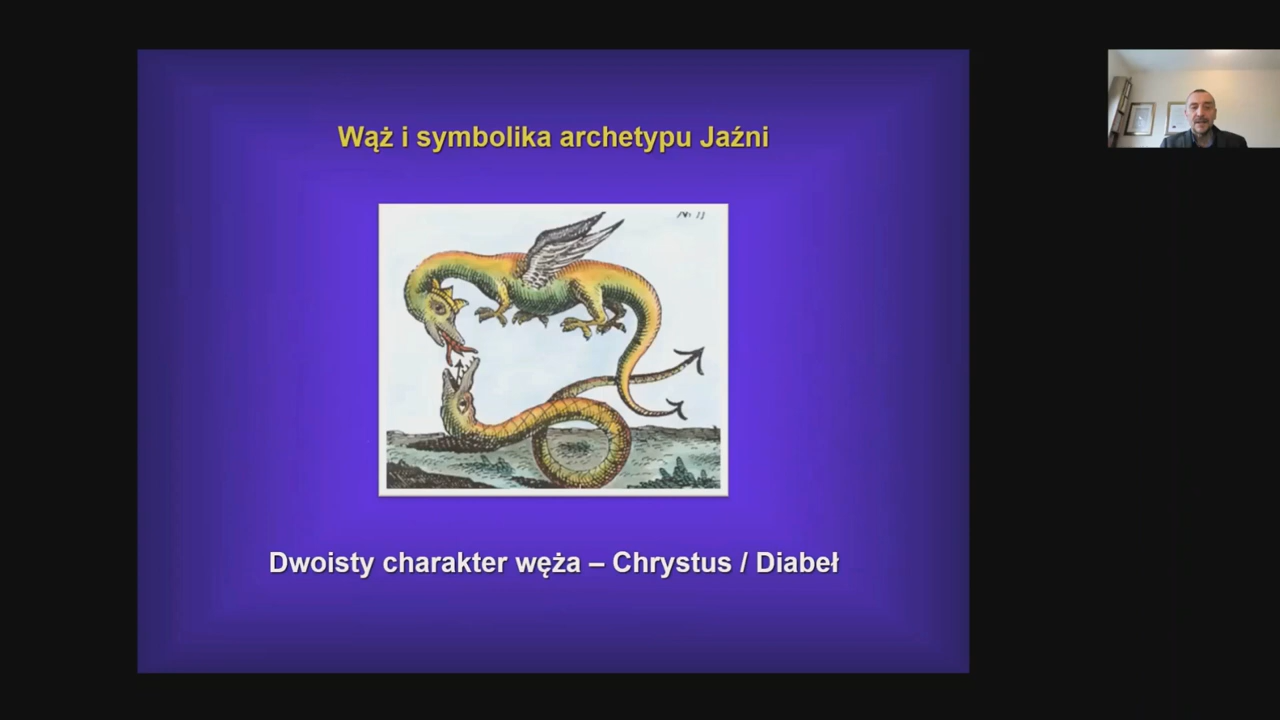 Wąż i symbolika archetypu Jaźni
Dwoisty charakter węża – Chrystus / Diabeł